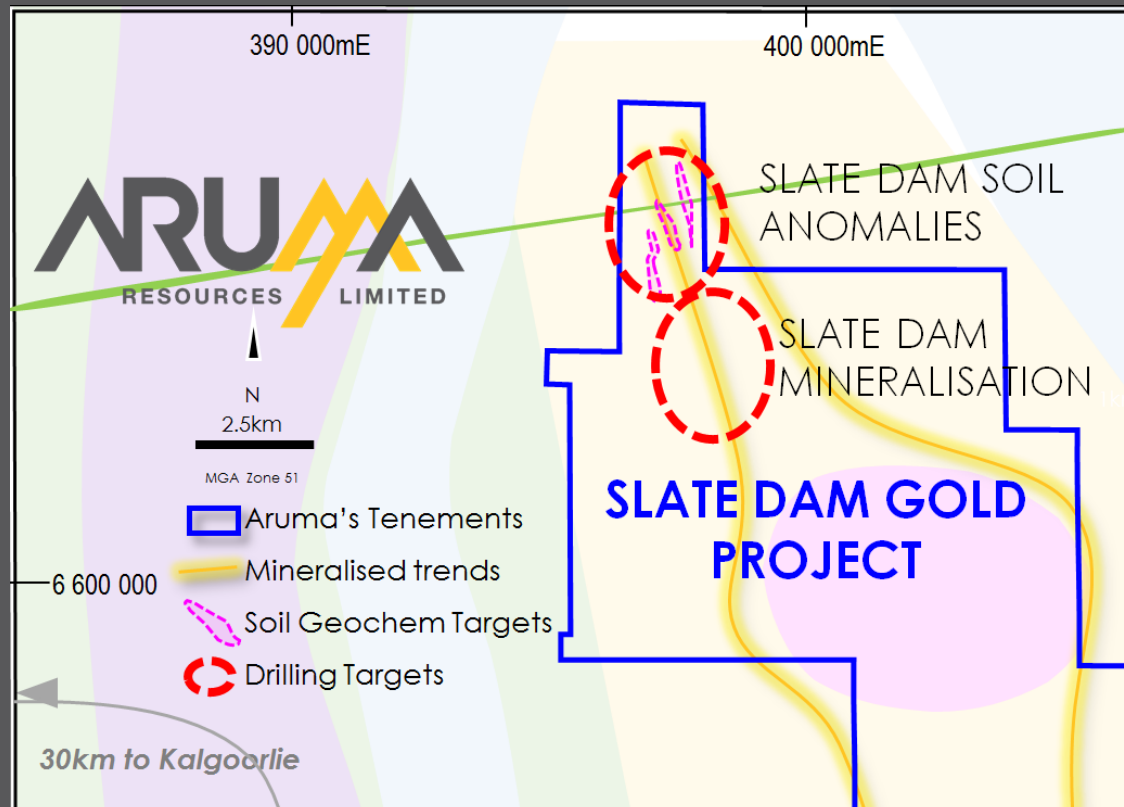 390 000mE
400 000mE
ARUMA
RESOURCES LIMITED
SLATE DAM SOIL
ANOMALIES
SLATE DAM
MINERALISATION
N
2.5km
MGA Zone 51
Aruma's Tenements
Mineralised trends
6 600 000
Soil Geochem Targets
Drilling Targets
SLATE DAM GOLD
PROJECT
30km to Kalgoorlie